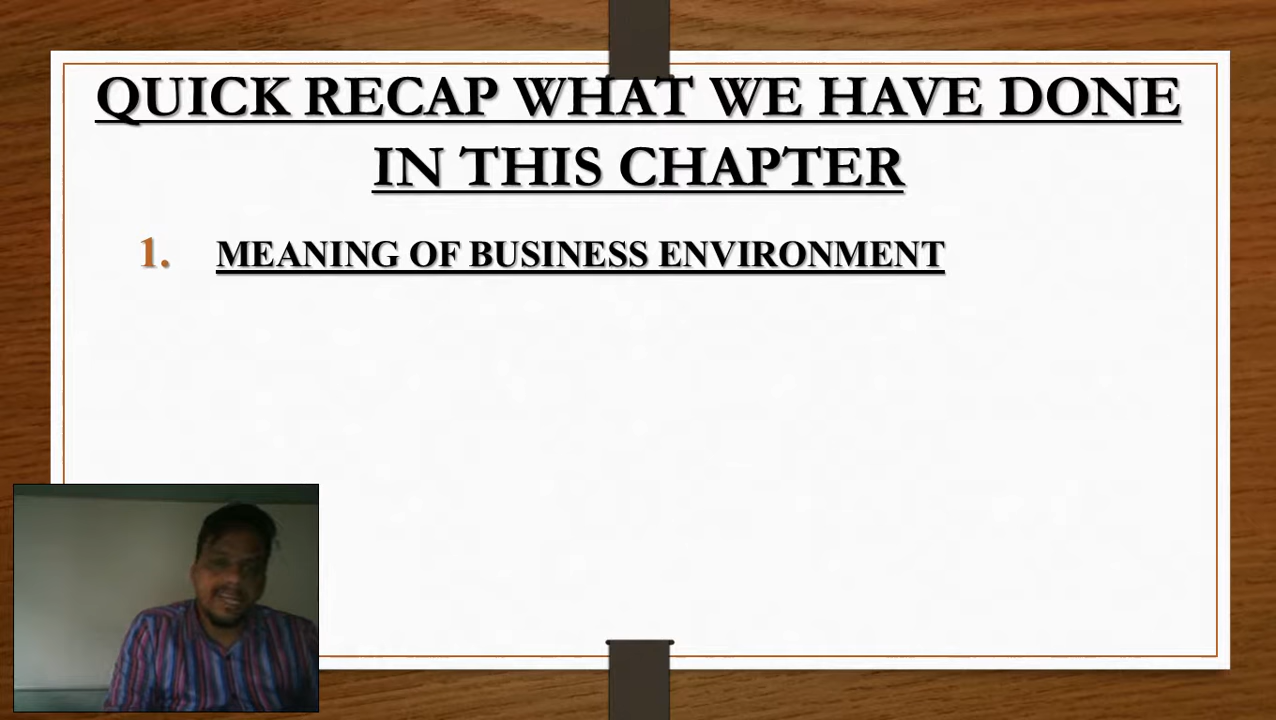 QUICK RECAP WHAT WE HAVE DONE
IN THIS CHAPTER
1. MEANING OF BUSINESS ENVIRONMENT